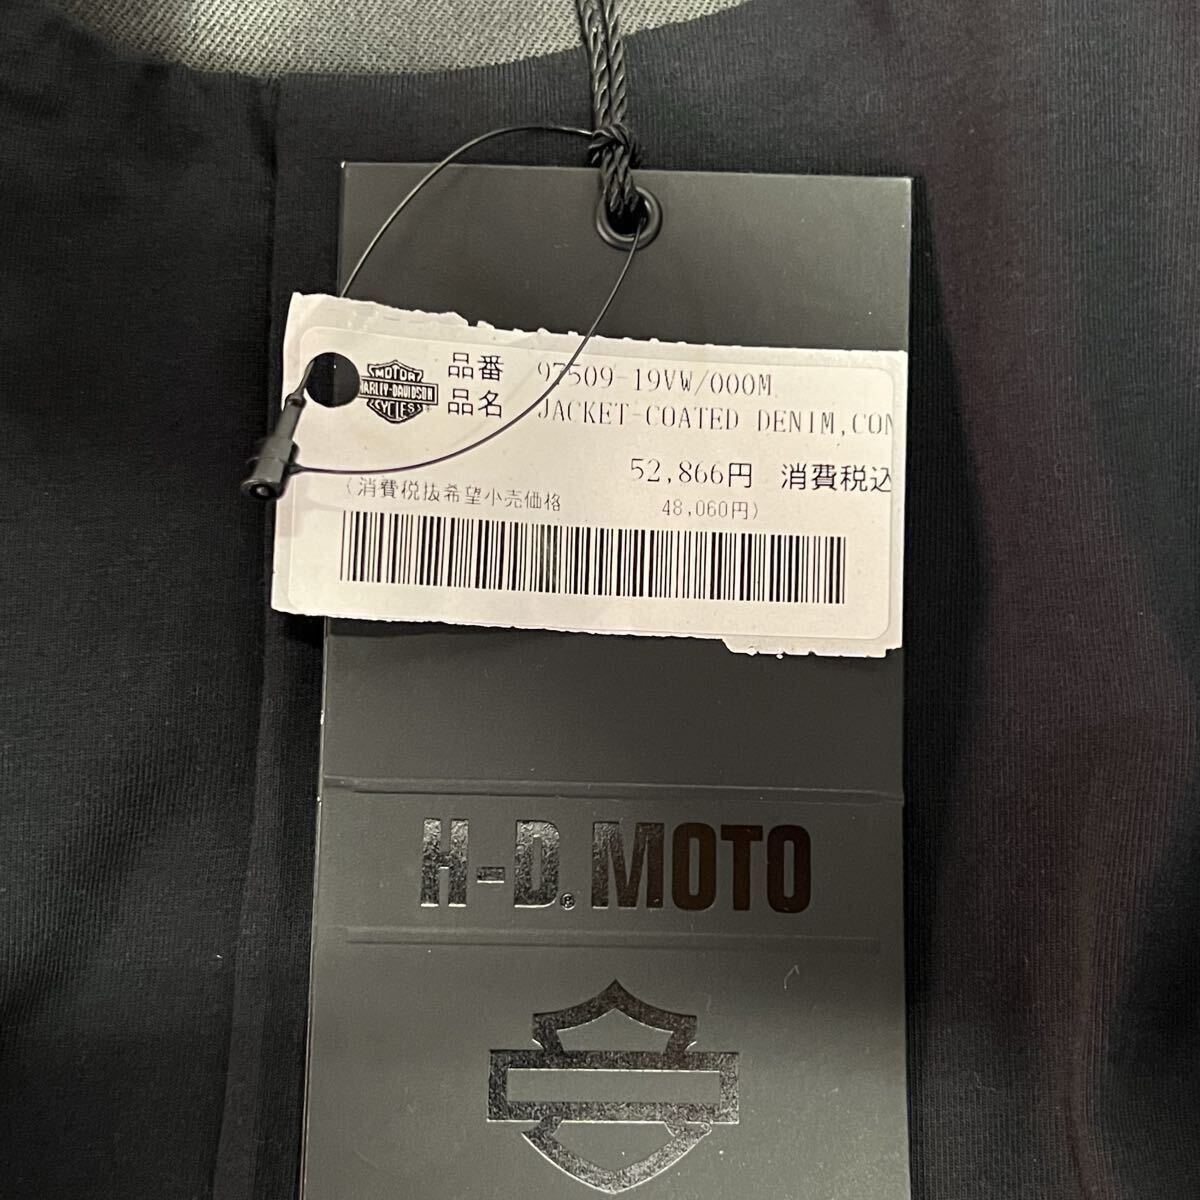 MOTOR
HARLEY-DAVIDSON
CYCLES
品番 97509-19VW/000M
品名 JACKET-COATED DENIM,CON
52,866円 消費税込
(消費税抜希望小売価格 48,060円)
H-D®MOTO